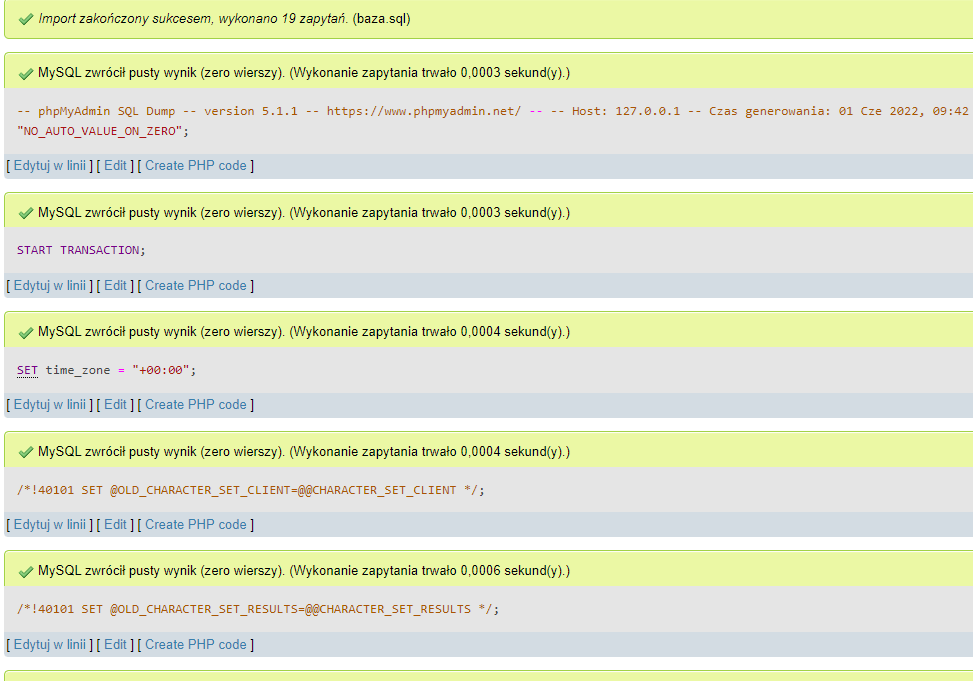 Import zakończony sukcesem, wykonano 19 zapytań. (baza.sql)
MySQL zwrócił pusty wynik (zero wierszy). (Wykonanie zapytania trwało 0,0003 sekund(y).)
-- phpMyAdmin SQL Dump -- version 5.1.1 -- https://www.phpmyadmin.net/ -- -- Host: 127.0.0.1 -- Czas generowania: 01 Cze 2022, 09:42
"NO_AUTO_VALUE_ON_ZERO";
[ Edytuj w linii ] [ Edit ] [ Create PHP code ]
MySQL zwrócił pusty wynik (zero wierszy). (Wykonanie zapytania trwało 0,0003 sekund(y).)
START TRANSACTION;
[ Edytuj w linii ] [ Edit ] [ Create PHP code ]
MySQL zwrócił pusty wynik (zero wierszy). (Wykonanie zapytania trwało 0,0004 sekund(y).)
SET time_zone = "+00:00";
[ Edytuj w linii ] [ Edit ] [ Create PHP code ]
MySQL zwrócił pusty wynik (zero wierszy). (Wykonanie zapytania trwało 0,0004 sekund(y).)
/*!40101 SET @OLD_CHARACTER_SET_CLIENT=@@CHARACTER_SET_CLIENT */;
[ Edytuj w linii ] [ Edit ] [ Create PHP code ]
MySQL zwrócił pusty wynik (zero wierszy). (Wykonanie zapytania trwało 0,0006 sekund(y).)
/*!40101 SET @OLD_CHARACTER_SET_RESULTS=@@CHARACTER_SET_RESULTS */;
[ Edytuj w linii ] [ Edit ] [ Create PHP code ]